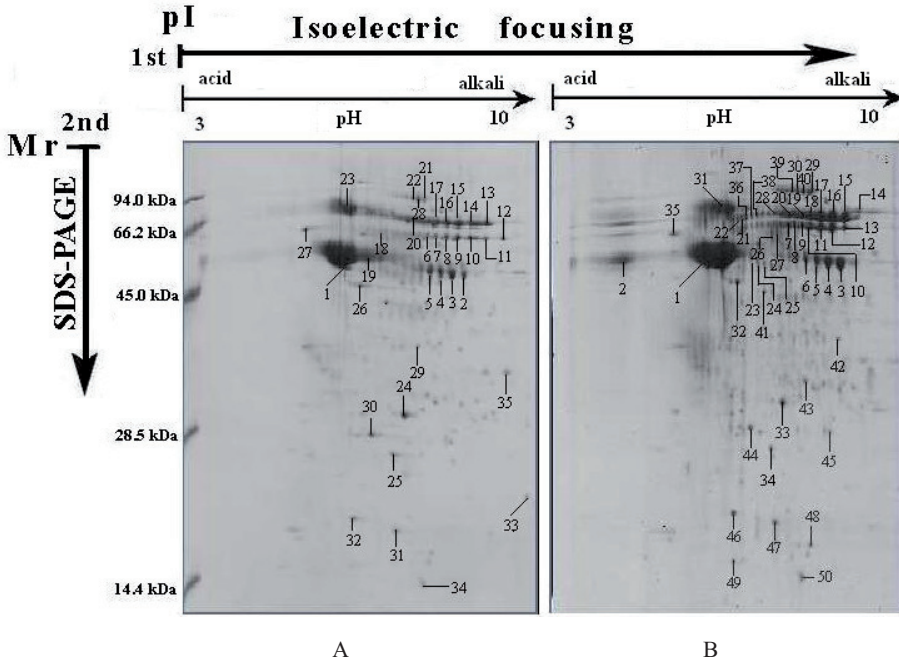 pI
Isoelectric focusing
1st
acid alkali
3 pH 10
acid alkali
3 pH 10
2nd
Mr
SDS-PAGE
94.0 kDa
66.2 kDa
45.0 kDa
28.5 kDa
14.4 kDa
21
23 22 17 15 13
16 14 12
28
27 20 18 6 7 8 9 10 11
1 19
26 5 4 3 2
29
24 35
30
25
33
32 31
34
39 30 29
37 40 17 15
31 36 38 28 20 19 18 16 14
35
22 21 7 9 11 13
26 27 8 12
2 1 23 6 5 4 3 10
24 25
32 41
42
43
33
44 45
34
46 47 48
49 50
A B